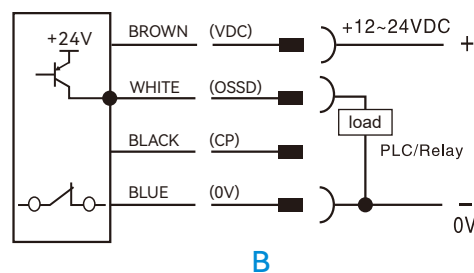 +24V
BROWN (VDC) +12~24VDC +
WHITE (OSSD)
load
PLC/Relay
BLACK (CP)
BLUE (0V) −
0V
B